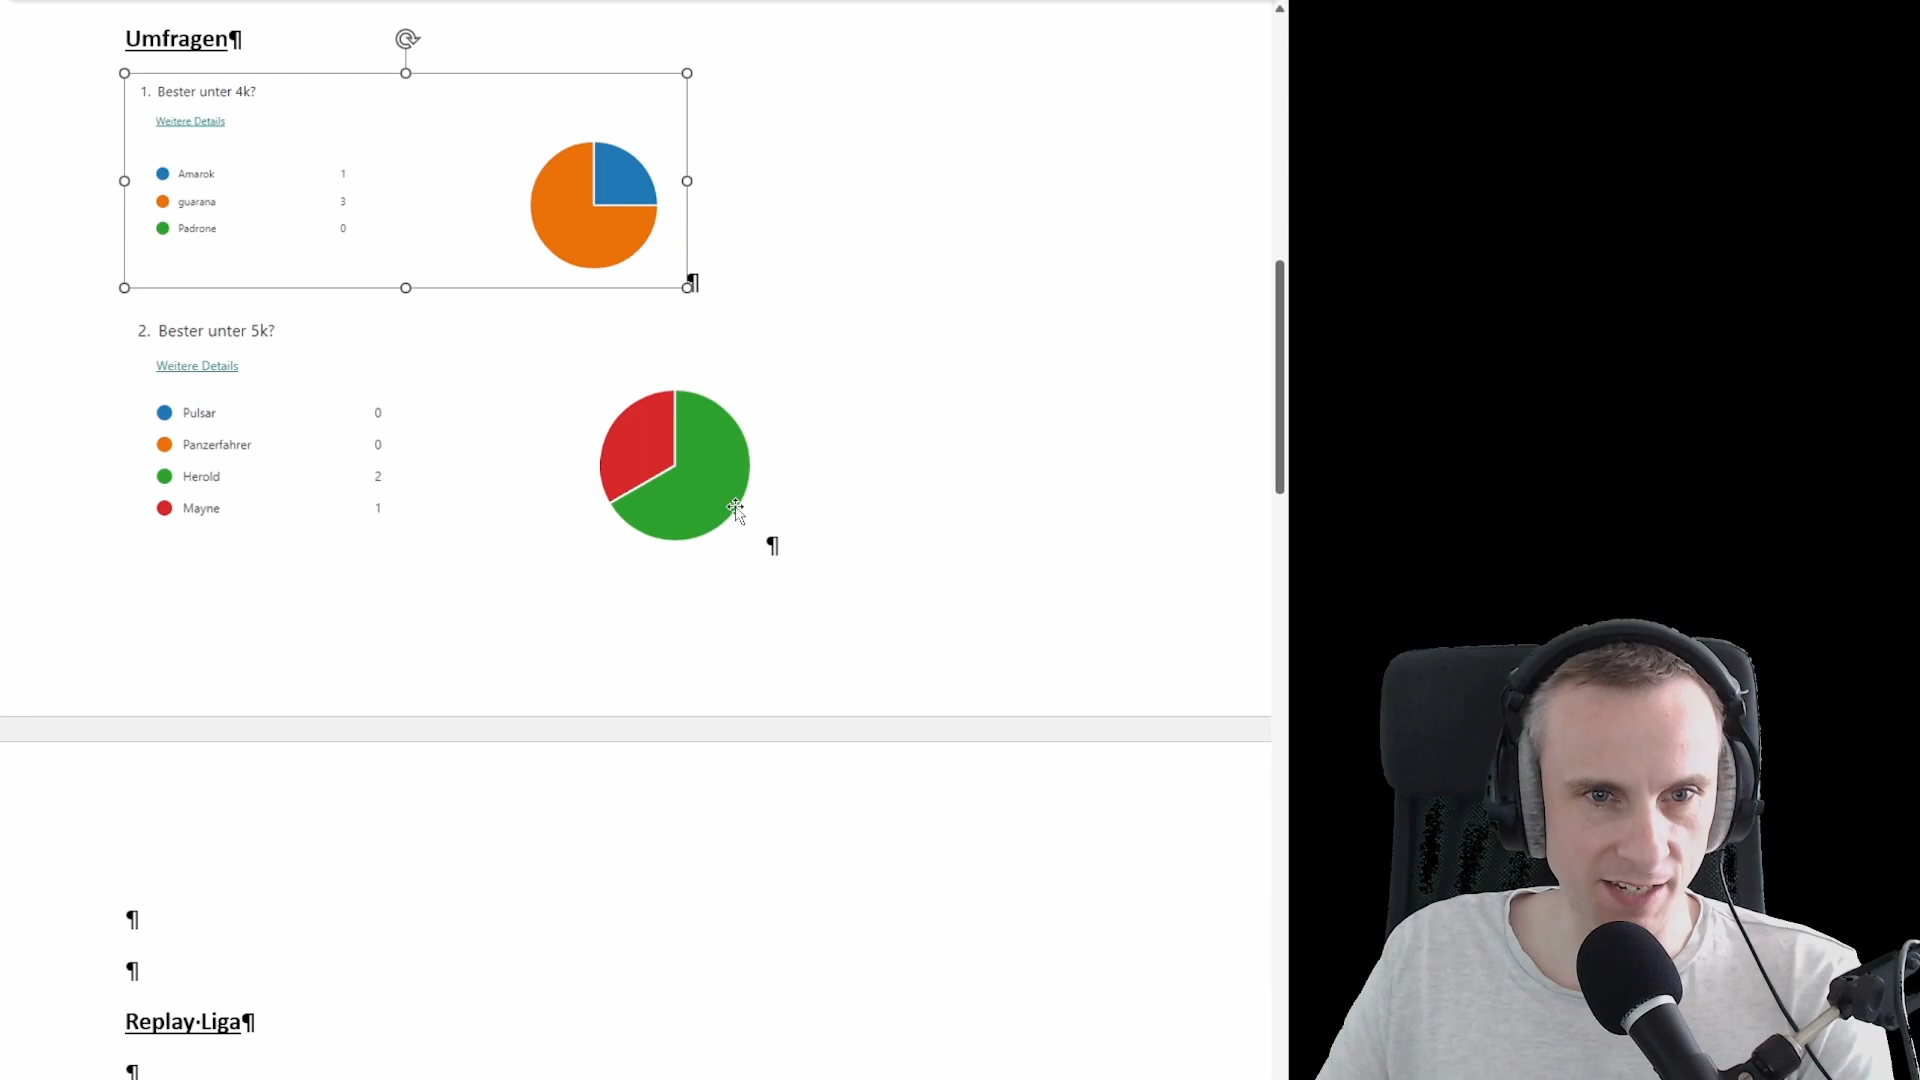 Umfragen¶
1. Bester unter 4k?
Weitere Details
Amarok 1
guarana 3
Padrone 0
¶
2. Bester unter 5k?
Weitere Details
Pulsar 0
Panzerfahrer 0
Herold 2
Mayne 1
¶
¶
¶
Replay·Liga¶
¶